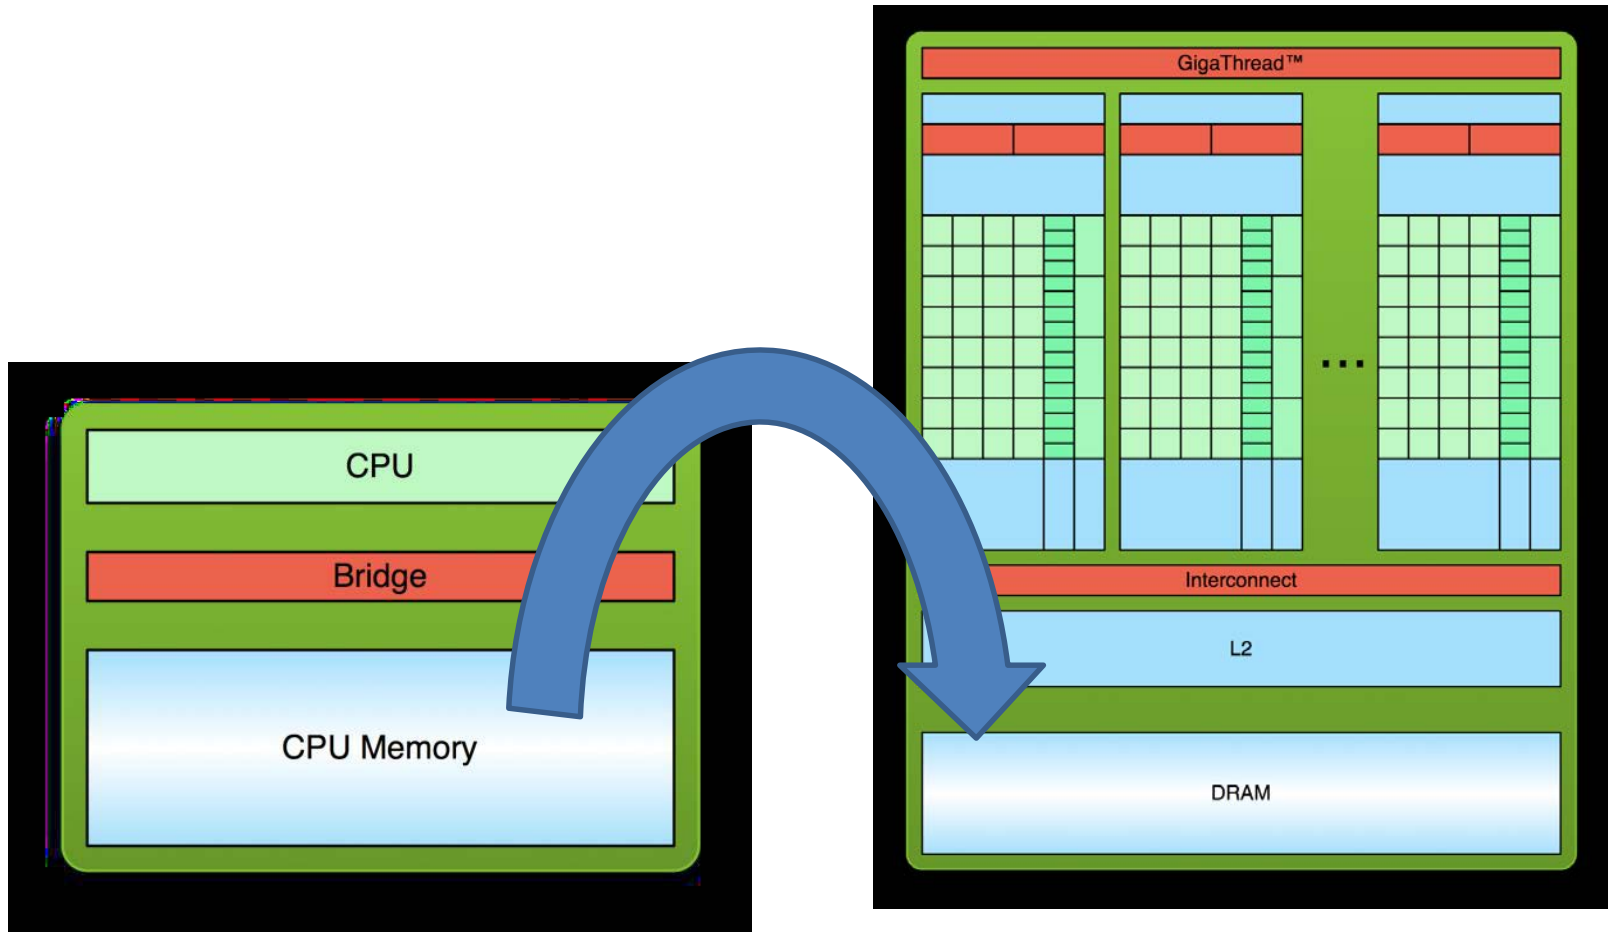 CPU
Bridge
CPU Memory
GigaThread™
...
Interconnect
L2
DRAM